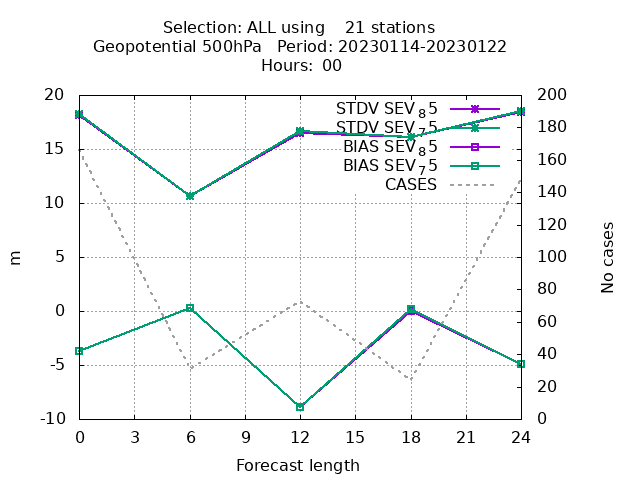 Selection: ALL using 21 stations
Geopotential 500hPa Period: 20230114-20230122
Hours: 00
STDV SEV 8 5
STDV SEV 7 5
BIAS SEV 8 5
BIAS SEV 7 5
CASES
20
15
10
5
0
-5
-10
m
200
180
160
140
120
100
80
60
40
20
0
No cases
0 3 6 9 12 15 18 21 24
Forecast length